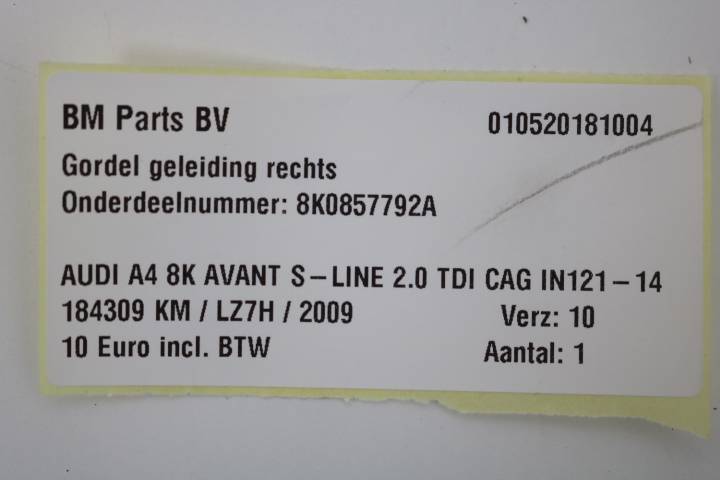 BM Parts BV 010520181004
Gordel geleiding rechts
Onderdeelnummer: 8K0857792A
AUDI A4 8K AVANT S-LINE 2.0 TDI CAG IN121-14
184309 KM / LZ7H / 2009 Verz: 10
10 Euro incl. BTW Aantal: 1